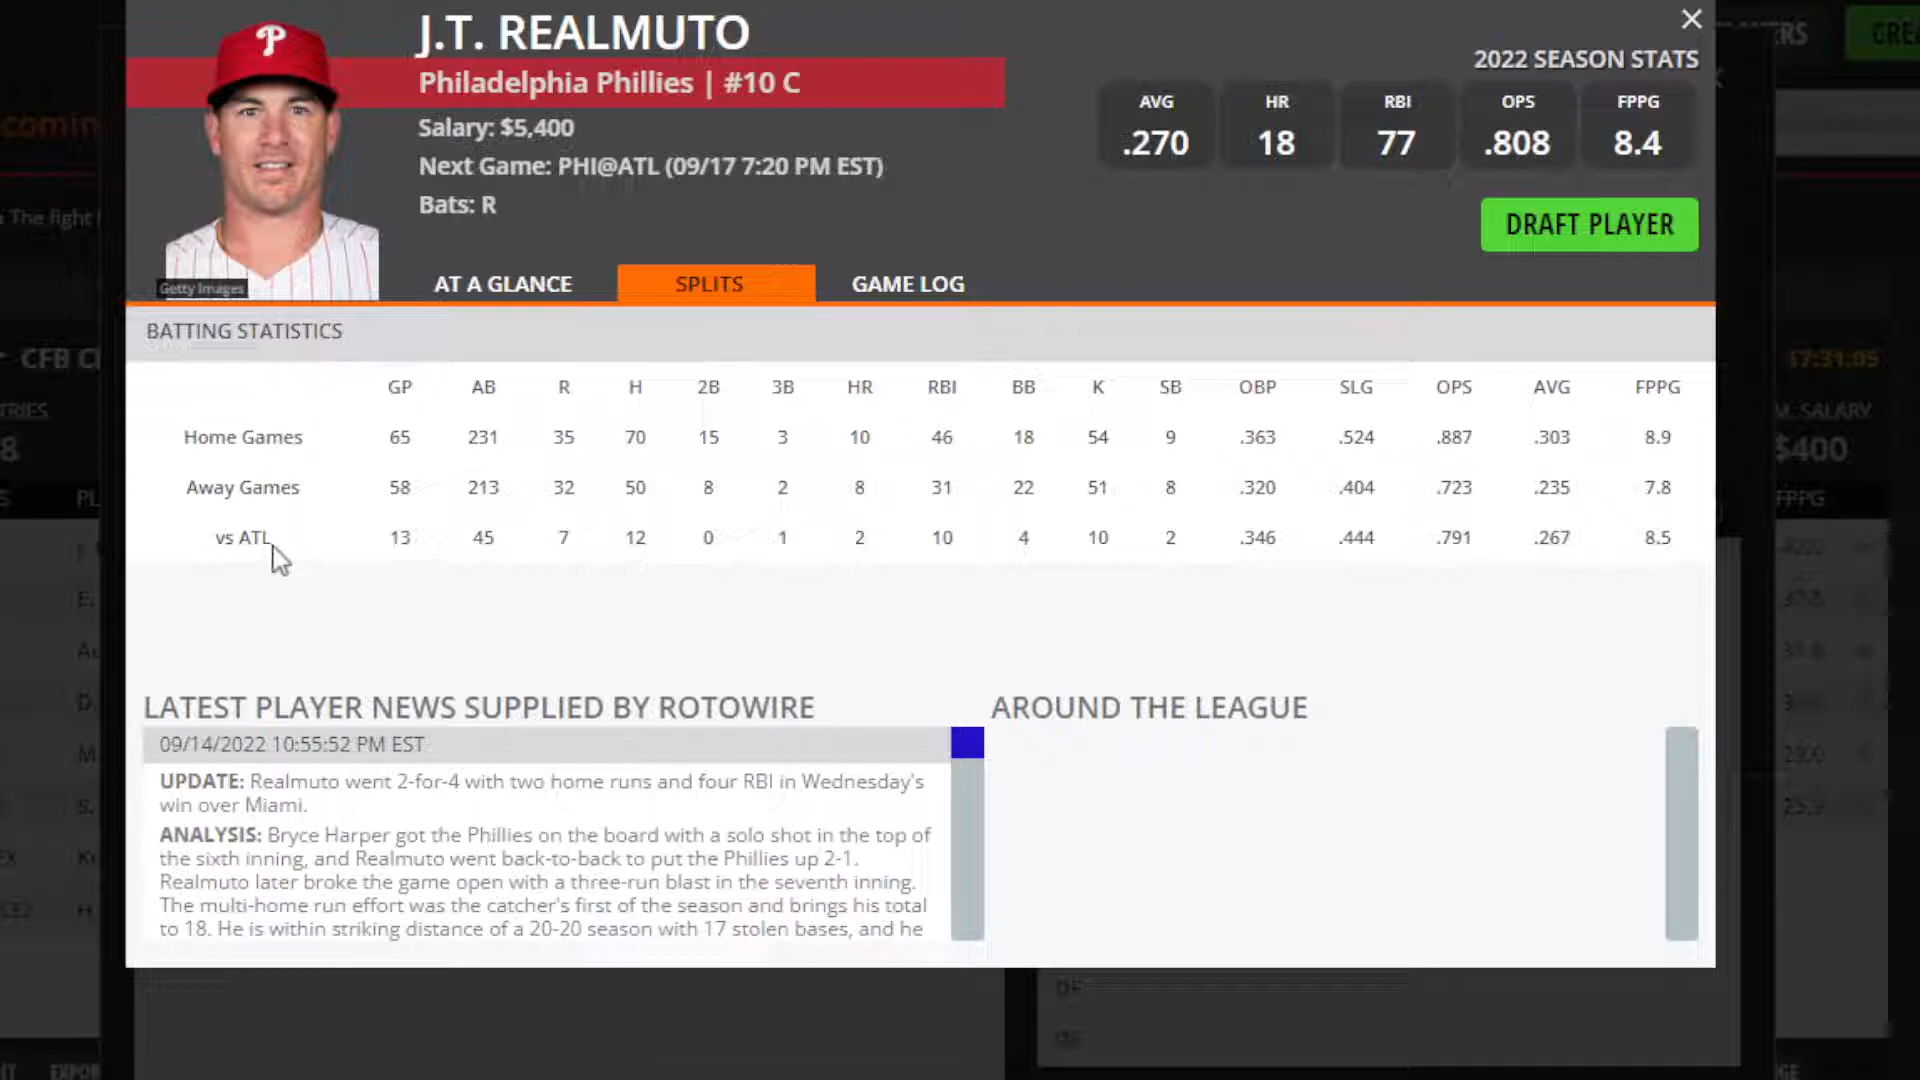 J.T. REALMUTO
Philadelphia Phillies | #10 C
Salary: $5,400
Next Game: PHI@ATL (09/17 7:20 PM EST)
Bats: R
2022 SEASON STATS
AVG HR RBI OPS FPPG
.270 18 77 .808 8.4
DRAFT PLAYER
Getty Images
AT A GLANCE SPLITS GAME LOG
BATTING STATISTICS
GP AB R H 2B 3B HR RBI BB K SB OBP SLG OPS AVG FPPG
Home Games 65 231 35 70 15 3 10 46 18 54 9 .363 .524 .887 .303 8.9
Away Games 58 213 32 50 8 2 8 31 22 51 8 .320 .404 .723 .235 7.8
vs ATL 13 45 7 12 0 1 2 10 4 10 2 .346 .444 .791 .267 8.5
LATEST PLAYER NEWS SUPPLIED BY ROTOWIRE
09/14/2022 10:55:52 PM EST
UPDATE: Realmuto went 2-for-4 with two home runs and four RBI in Wednesday's
win over Miami.
ANALYSIS: Bryce Harper got the Phillies on the board with a solo shot in the top of
the sixth inning, and Realmuto went back-to-back to put the Phillies up 2-1.
Realmuto later broke the game open with a three-run blast in the seventh inning.
The multi-home run effort was the catcher's first of the season and brings his total
to 18. He is within striking distance of a 20-20 season with 17 stolen bases, and he
AROUND THE LEAGUE
The fight
CFB
SALARY
$400
FPPG